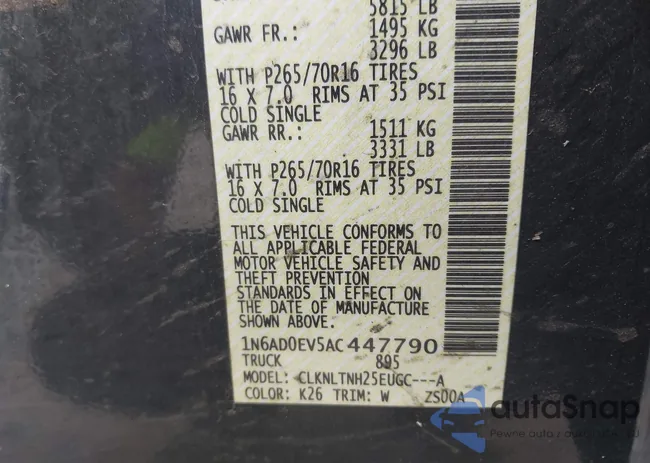 5815 LB
GAWR FR.: 1495 KG
3296 LB
WITH P265/70R16 TIRES
16 X 7.0 RIMS AT 35 PSI
COLD SINGLE
GAWR RR.: 1511 KG
3331 LB
WITH P265/70R16 TIRES
16 X 7.0 RIMS AT 35 PSI
COLD SINGLE
THIS VEHICLE CONFORMS TO
ALL APPLICABLE FEDERAL
MOTOR VEHICLE SAFETY AND
THEFT PREVENTION
STANDARDS IN EFFECT ON
THE DATE OF MANUFACTURE
SHOWN ABOVE.
1N6AD0EV5AC447790
TRUCK 895
MODEL: CLKNLTNH25EUGC---A
COLOR: K26 TRIM: W ZS00A
autaSnap
Pewne auta z